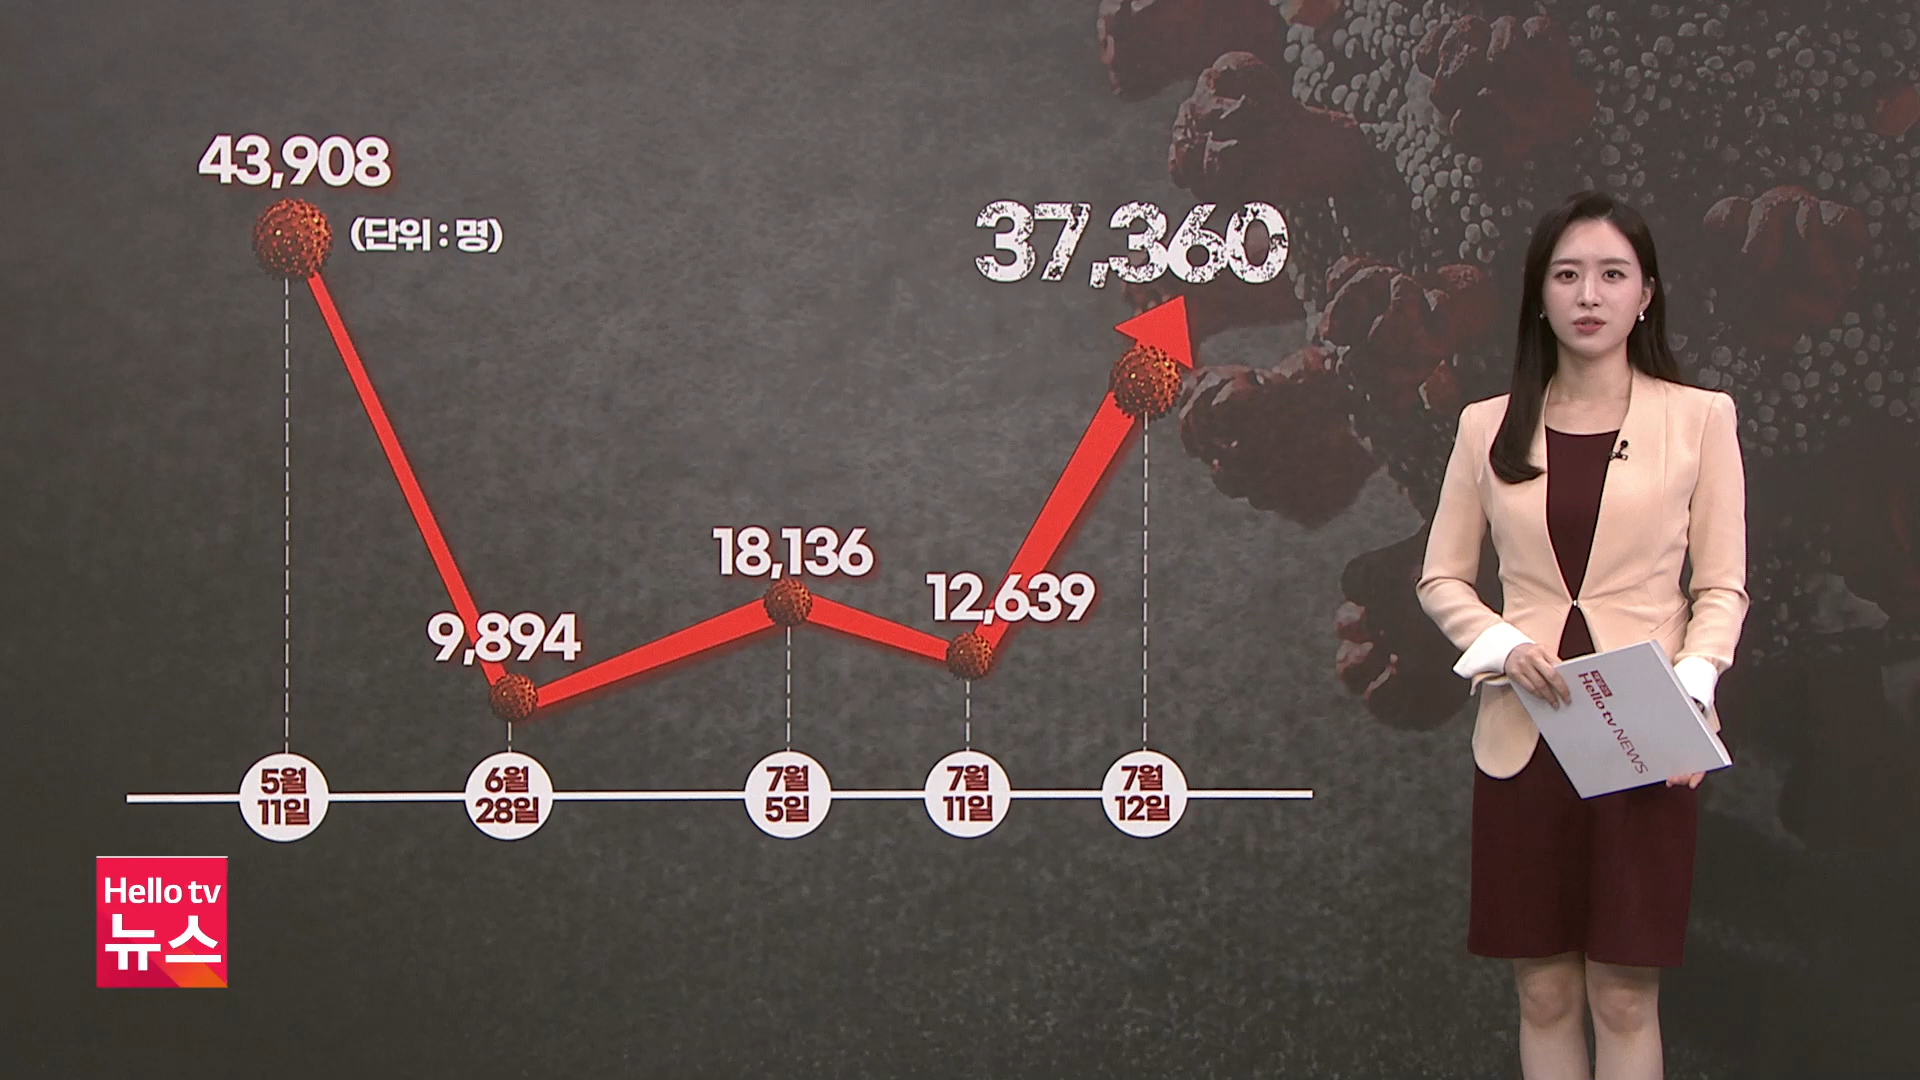 43,908
(단위 : 명)
37,360
18,136
12,639
9,894
5월
11일
6월
28일
7월
5일
7월
11일
7월
12일
Hello tv
뉴스
Hello tv NEWS